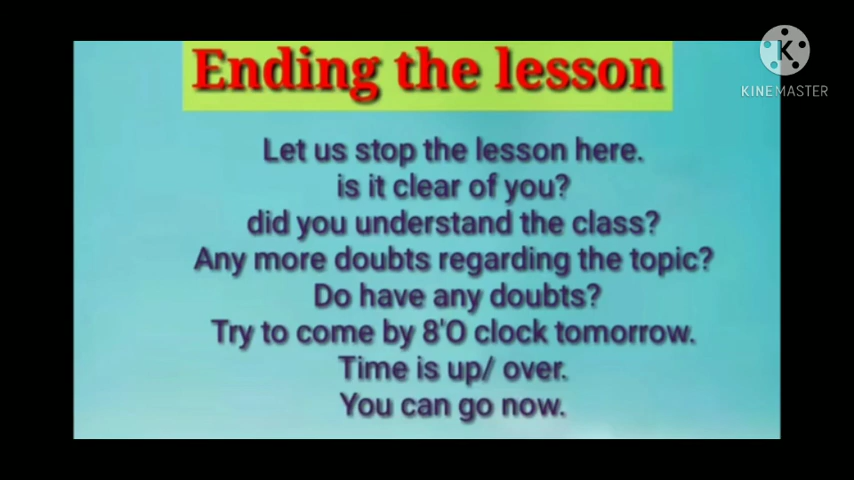 Ending the lesson
K
KINEMASTER
Let us stop the lesson here.
is it clear of you?
did you understand the class?
Any more doubts regarding the topic?
Do have any doubts?
Try to come by 8'O clock tomorrow.
Time is up/ over.
You can go now.